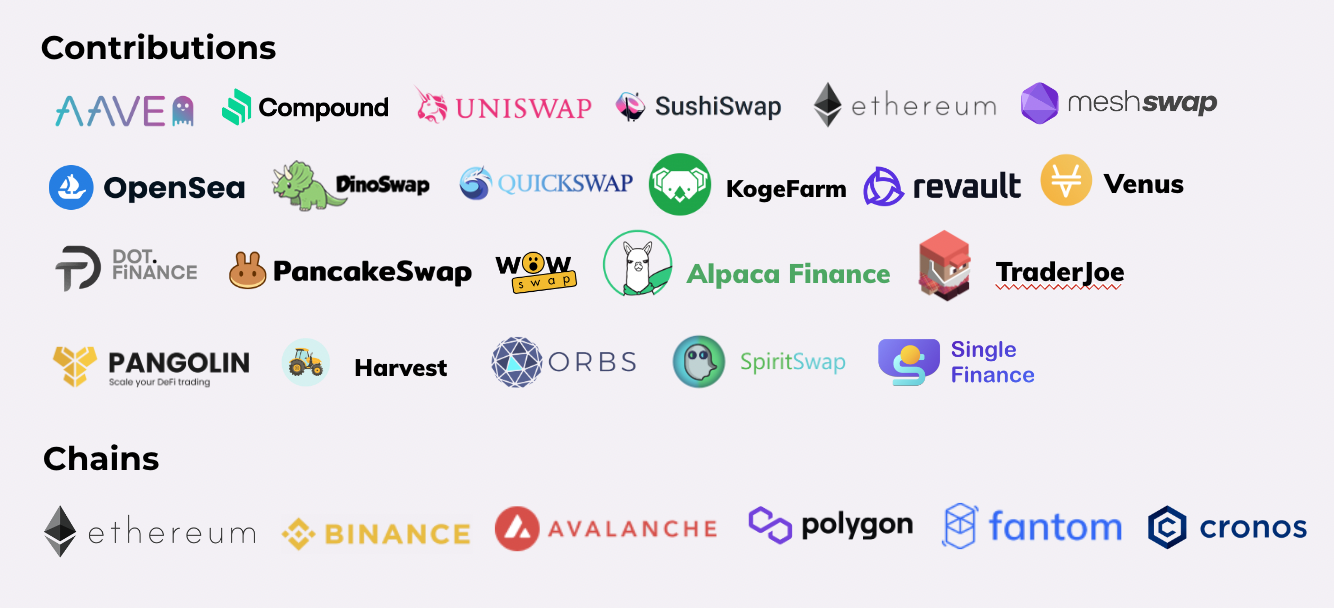 Contributions
AAVE Compound UNISWAP SushiSwap ethereum meshswap
OpenSea DinoSwap QUICKSWAP KogeFarm revault Venus
DOT.
FiNANCE PancakeSwap WOW
swap Alpaca Finance TraderJoe
PANGOLIN
Scale your DeFi trading Harvest ORBS SpiritSwap Single
Finance
Chains
ethereum BINANCE AVALANCHE polygon fantom cronos